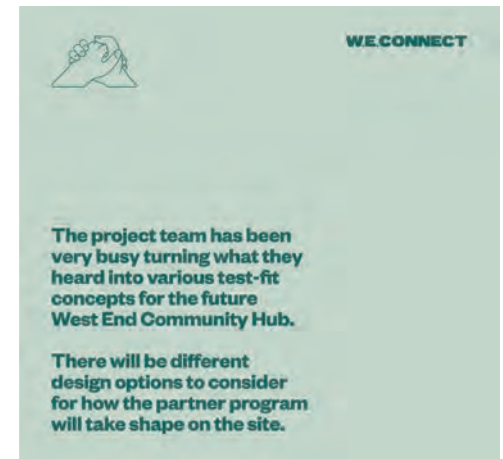 W.E.CONNECT
The project team has been
very busy turning what they
heard into various test-fit
concepts for the future
West End Community Hub.
There will be different
design options to consider
for how the partner program
will take shape on the site.